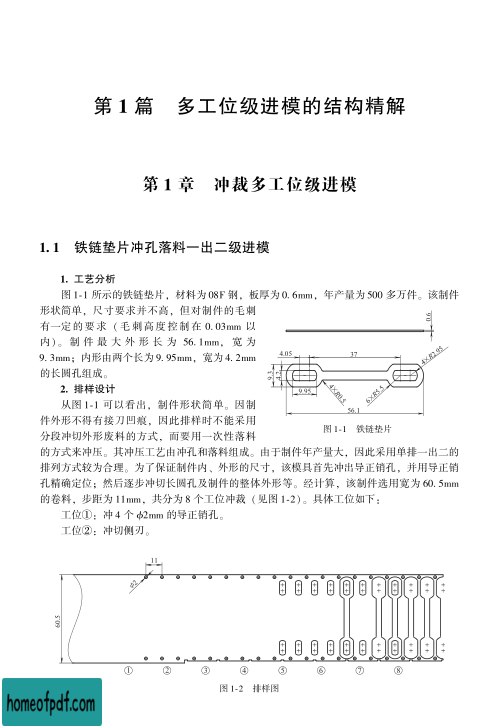 第 1 篇　多工位级进模的结构精解
第 1 章　冲裁多工位级进模
1. 1　铁链垫片冲孔落料一出二级进模
1. 工艺分析
图 1-1 所示的铁链垫片，材料为 08F 钢，板厚为 0. 6mm，年产量为 500 多万件。该制件
形状简单，尺寸要求并不高，但对制件的毛刺
有一定的要求（毛刺高度控制在 0. 03mm 以
内）。制件最大外形长为 56. 1mm，宽为
9. 3mm；内形由两个长为 9. 95mm，宽为 4. 2mm
的长圆孔组成。
2. 排样设计
从图 1-1 可以看出，制件形状简单。因制
件外形不得有接刀凹痕，因此排样时不能采用
分段冲切外形废料的方式，而要用一次性落料
0.6
4.05
37
4×R2.95
9.3
4.2
9.95
4×R0.5
6×R5.5
56.1
图 1-1　铁链垫片
的方式来冲压。其冲压工艺由冲孔和落料组成。由于制件年产量大，因此采用单排一出二的
排列方式较为合理。为了保证制件内、外形的尺寸，该模具首先冲出导正销孔，并用导正销
孔精确定位；然后逐步冲切长圆孔及制件的整体外形等。经计算，该制件选用宽为 60. 5mm
的卷料，步距为 11mm，共分为 8 个工位冲裁（见图 1-2）。具体工位如下：
工位①：冲 4 个 ϕ2mm 的导正销孔。
工位②：冲切侧刃。
11
ϕ2
60.5
① ② ③ ④ ⑤ ⑥ ⑦ ⑧
图 1-2　排样图
homeofpdf.com